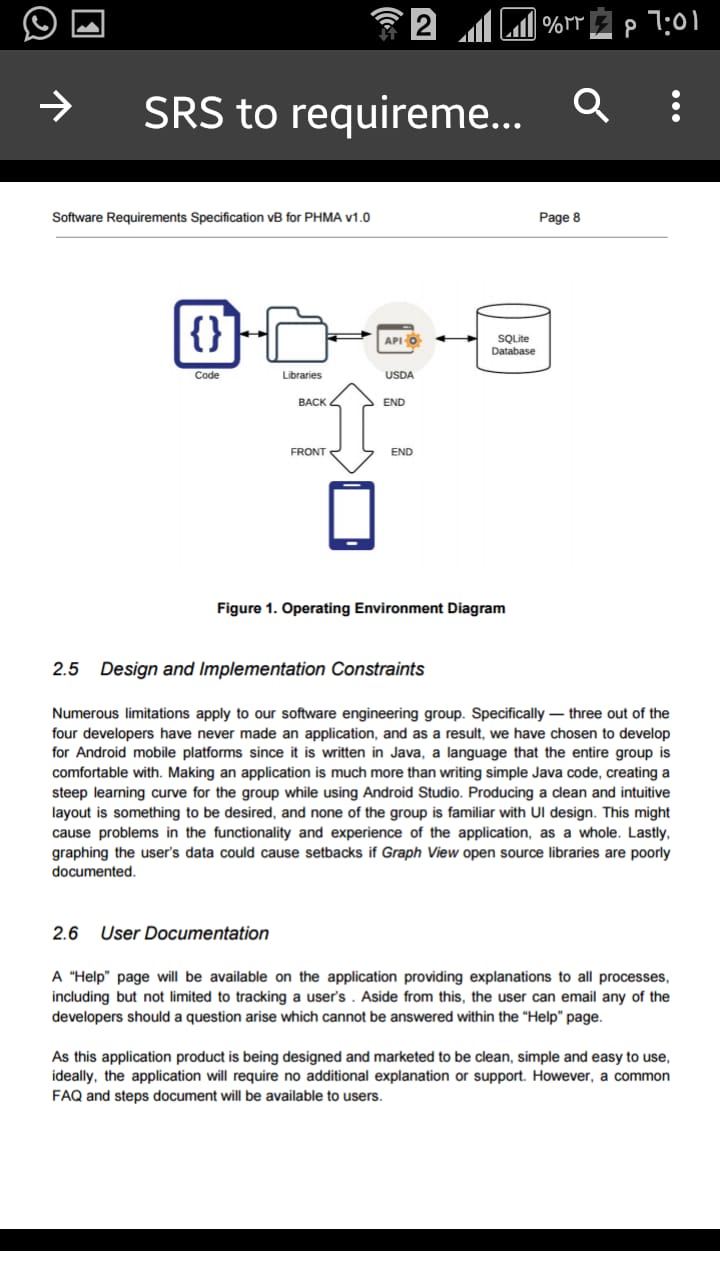 2 %٢٣ م ٦:٥١
SRS to requireme...
Software Requirements Specification vB for PHMA v1.0 Page 8
{}
API
SQLite
Database
Code Libraries USDA
BACK END
FRONT END
Figure 1. Operating Environment Diagram
2.5 Design and Implementation Constraints
Numerous limitations apply to our software engineering group. Specifically — three out of the
four developers have never made an application, and as a result, we have chosen to develop
for Android mobile platforms since it is written in Java, a language that the entire group is
comfortable with. Making an application is much more than writing simple Java code, creating a
steep learning curve for the group while using Android Studio. Producing a clean and intuitive
layout is something to be desired, and none of the group is familiar with UI design. This might
cause problems in the functionality and experience of the application, as a whole. Lastly,
graphing the user's data could cause setbacks if Graph View open source libraries are poorly
documented.
2.6 User Documentation
A “Help” page will be available on the application providing explanations to all processes,
including but not limited to tracking a user's . Aside from this, the user can email any of the
developers should a question arise which cannot be answered within the “Help” page.
As this application product is being designed and marketed to be clean, simple and easy to use,
ideally, the application will require no additional explanation or support. However, a common
FAQ and steps document will be available to users.